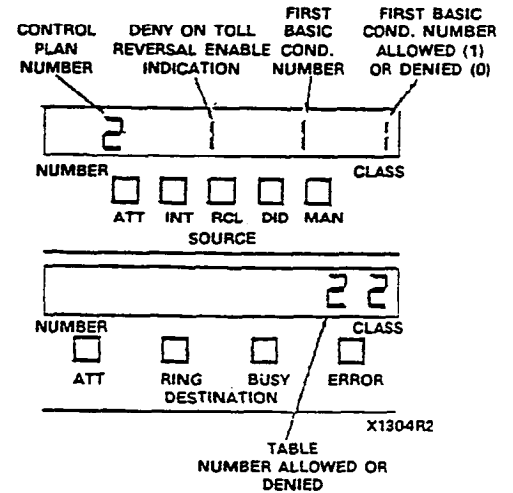 CONTROL PLAN NUMBER
DENY ON TOLL REVERSAL ENABLE INDICATION
FIRST BASIC COND. NUMBER
FIRST BASIC COND. NUMBER ALLOWED (1) OR DENIED (0)
2 1 1 1
NUMBER CLASS
ATT INT RCL DID MAN
SOURCE
2 2
NUMBER CLASS
ATT RING BUSY ERROR
DESTINATION
X1304R2
TABLE
NUMBER ALLOWED OR
DENIED